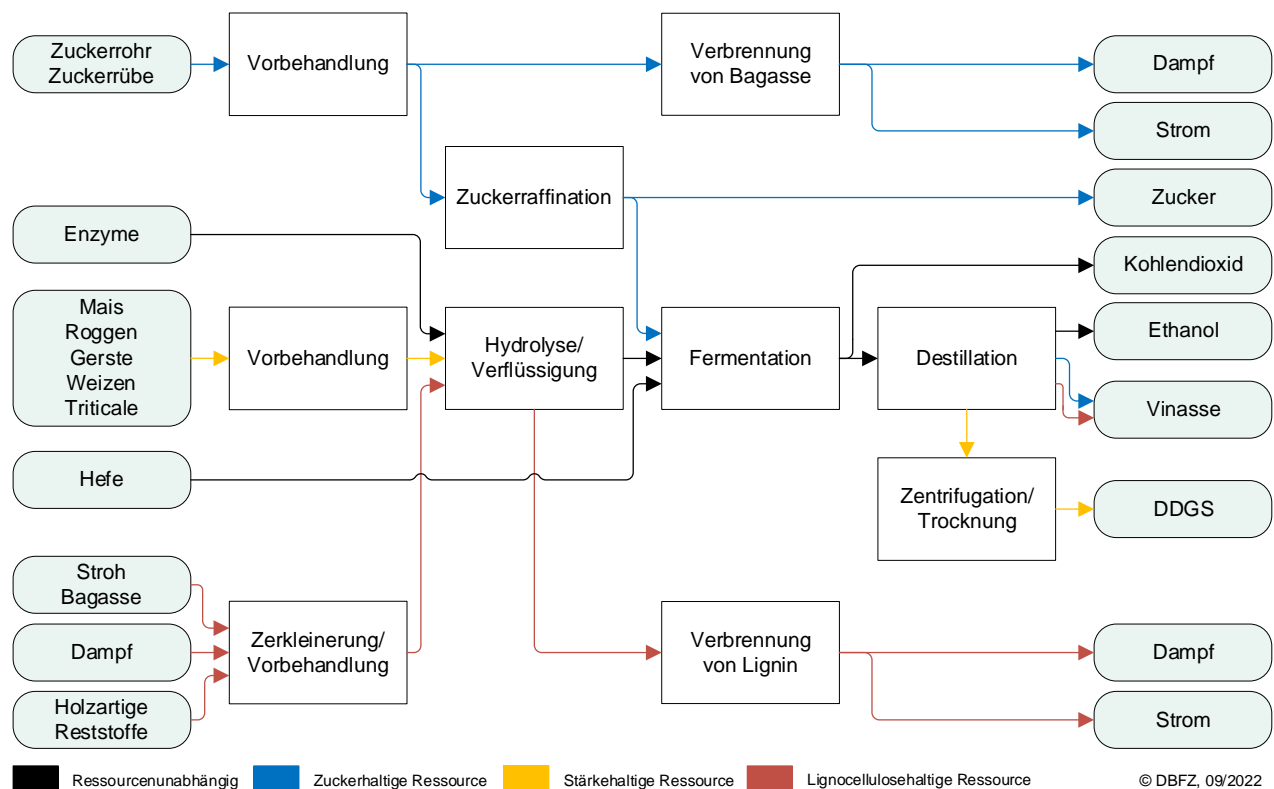 Zuckerrohr
Zuckerrübe
Vorbehandlung
Verbrennung
von Bagasse
Dampf
Strom
Zuckerraffination
Zucker
Enzyme
Kohlendioxid
Mais
Roggen
Gerste
Weizen
Triticale
Vorbehandlung
Hydrolyse/
Verflüssigung
Fermentation
Destillation
Ethanol
Vinasse
Hefe
Zentrifugation/
Trocknung
DDGS
Stroh
Bagasse
Dampf
Holzartige
Reststoffe
Zerkleinerung/
Vorbehandlung
Verbrennung
von Lignin
Dampf
Strom
Ressourcenunabhängig
Zuckerhaltige Ressource
Stärkehaltige Ressource
Lignocellulosehaltige Ressource
© DBFZ, 09/2022